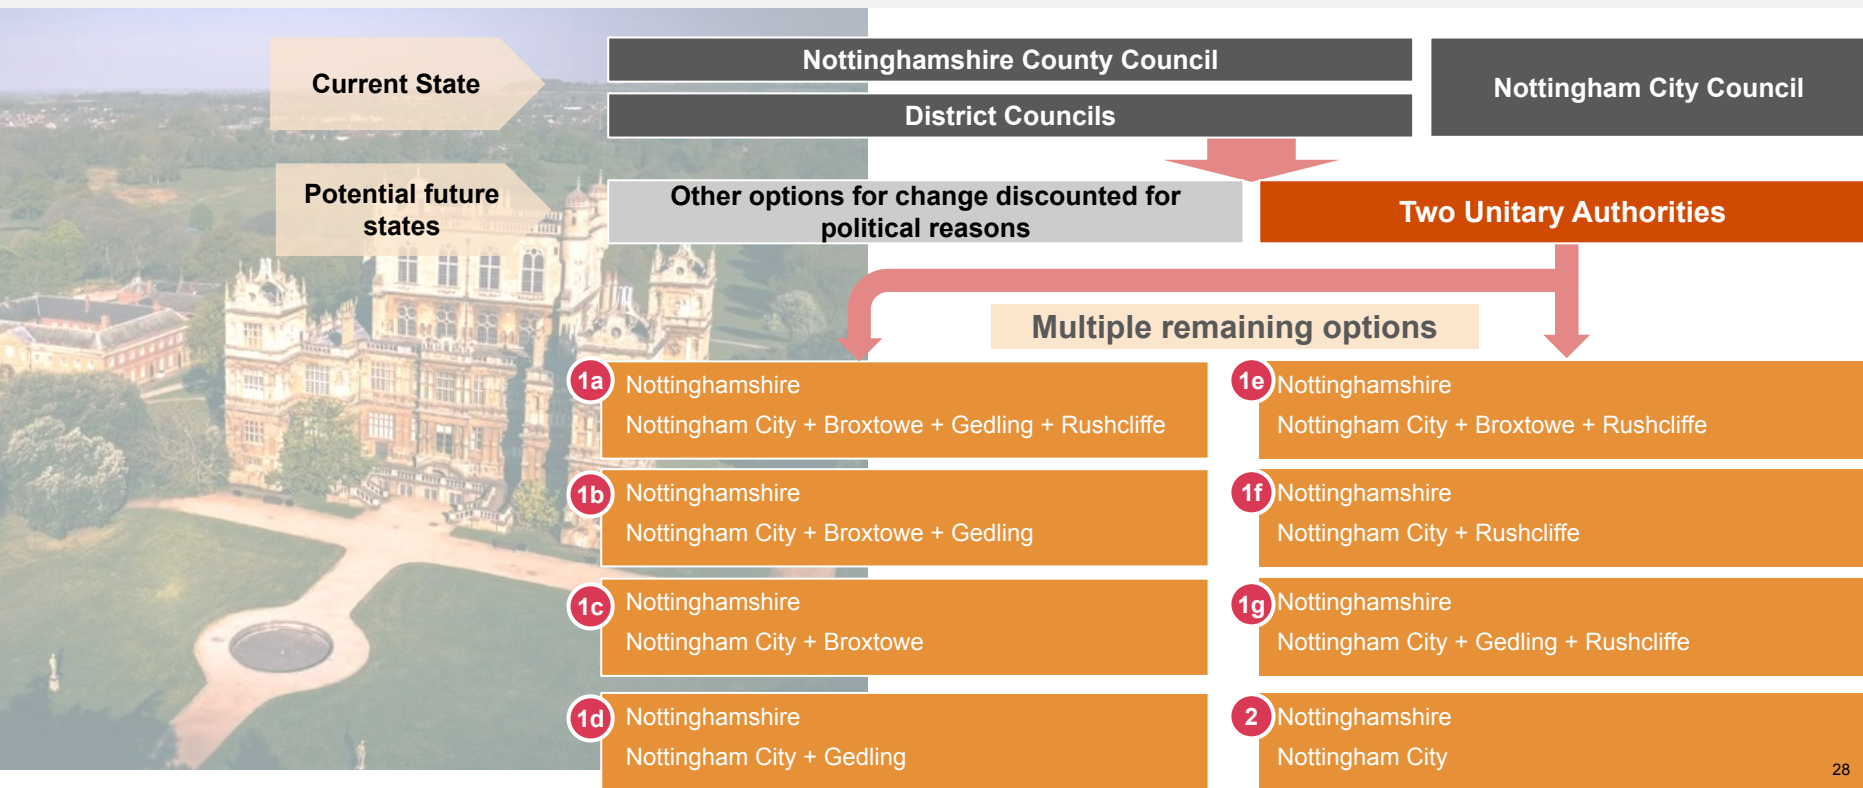 Current State
Nottinghamshire County Council
District Councils
Nottingham City Council
Potential future
states
Other options for change discounted for
political reasons
Two Unitary Authorities
Multiple remaining options
1a
Nottinghamshire
Nottingham City + Broxtowe + Gedling + Rushcliffe
1b
Nottinghamshire
Nottingham City + Broxtowe + Gedling
1c
Nottinghamshire
Nottingham City + Broxtowe
1d
Nottinghamshire
Nottingham City + Gedling
1e
Nottinghamshire
Nottingham City + Broxtowe + Rushcliffe
1f
Nottinghamshire
Nottingham City + Rushcliffe
1g
Nottinghamshire
Nottingham City + Gedling + Rushcliffe
2
Nottinghamshire
Nottingham City
28